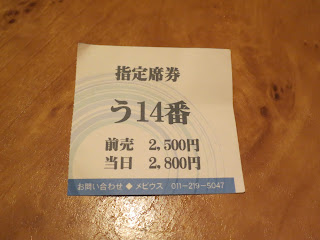 指定席券
う14番
前売 2,500円
当日 2,800円
お問い合わせ ◆ メビウス 011-219-5047